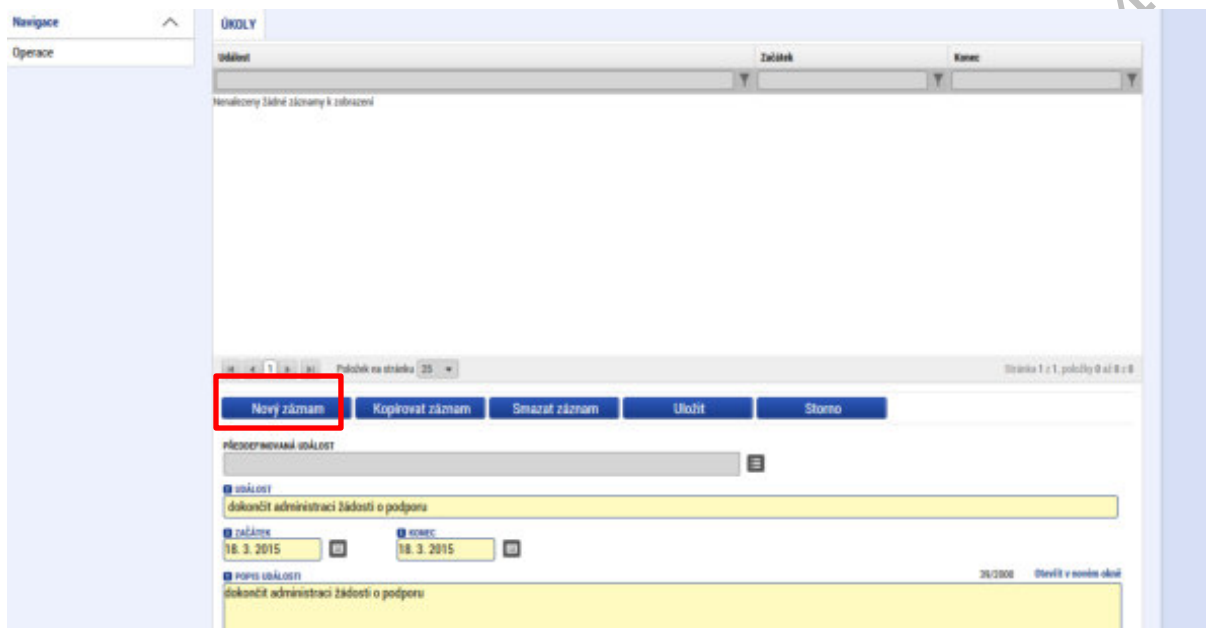 Navigace
ÚKOLY
Operace
Událost Začátek Konec
Nenalezeny žádné záznamy k zobrazení
1 Položek na stránku 25
Stránka 1 z 1, položky 0 až 0 z 0
Nový záznam Kopírovat záznam Smazat záznam Uložit Storno
PŘEDDEFINOVANÁ UDÁLOST
UDÁLOST
dokončit administraci žádosti o podporu
ZAČÁTEK KONEC
18. 3. 2015 18. 3. 2015
POPIS UDÁLOSTI 39/2000 Otevřít v novém okně
dokončit administraci žádosti o podporu